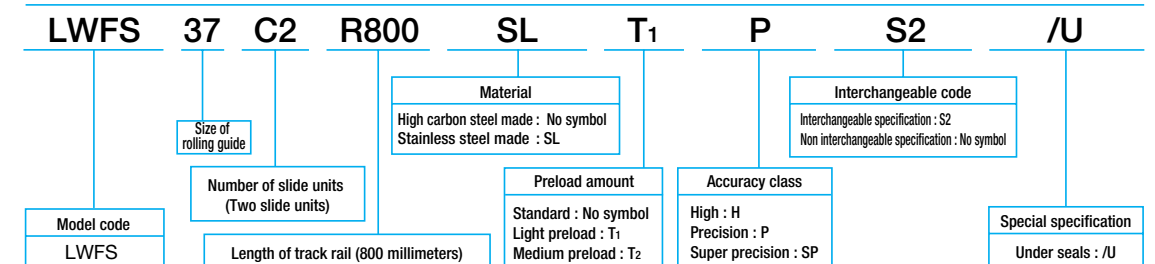 LWFS 37 C2 R800 SL T1 P S2 /U
Material
High carbon steel made : No symbol
Stainless steel made : SL
Interchangeable code
Interchangeable specification : S2
Non interchangeable specification : No symbol
Size of
rolling guide
Number of slide units
(Two slide units)
Preload amount
Standard : No symbol
Light preload : T1
Medium preload : T2
Accuracy class
High : H
Precision : P
Super precision : SP
Model code
LWFS
Length of track rail (800 millimeters)
Special specification
Under seals : /U